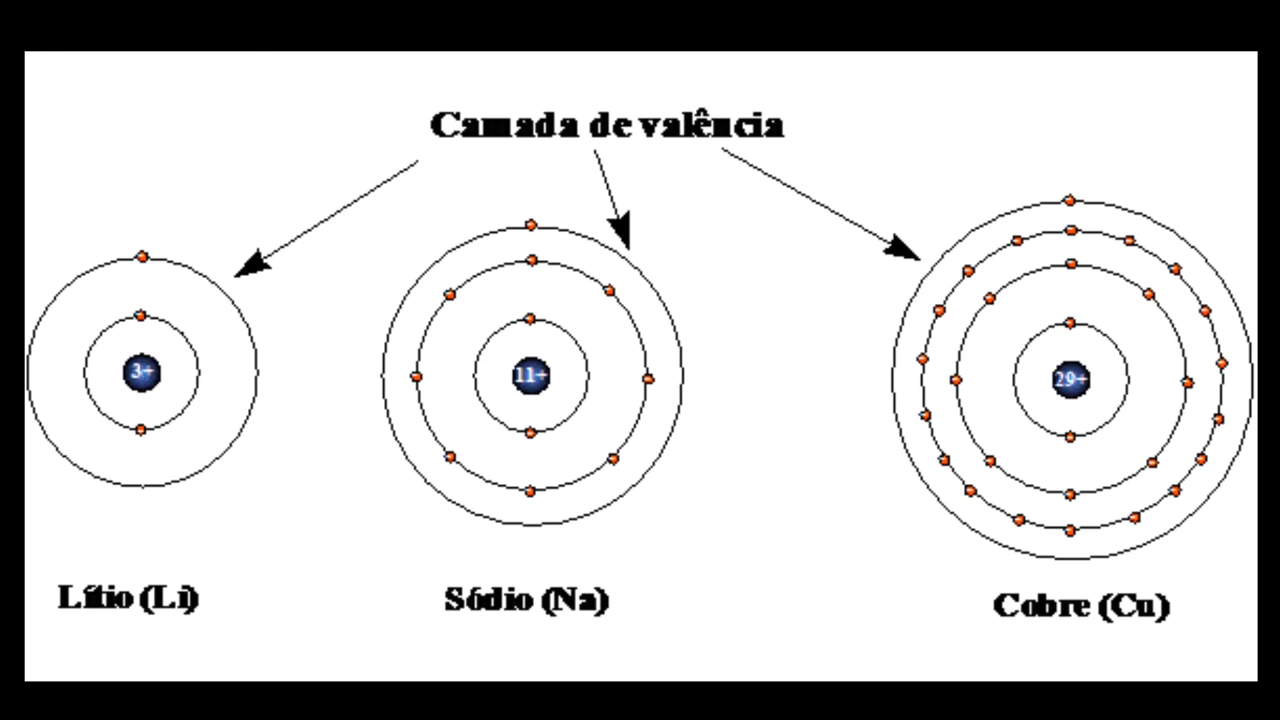 Camada de valência
3+
11+
29+
Lítio (Li)
Sódio (Na)
Cobre (Cu)